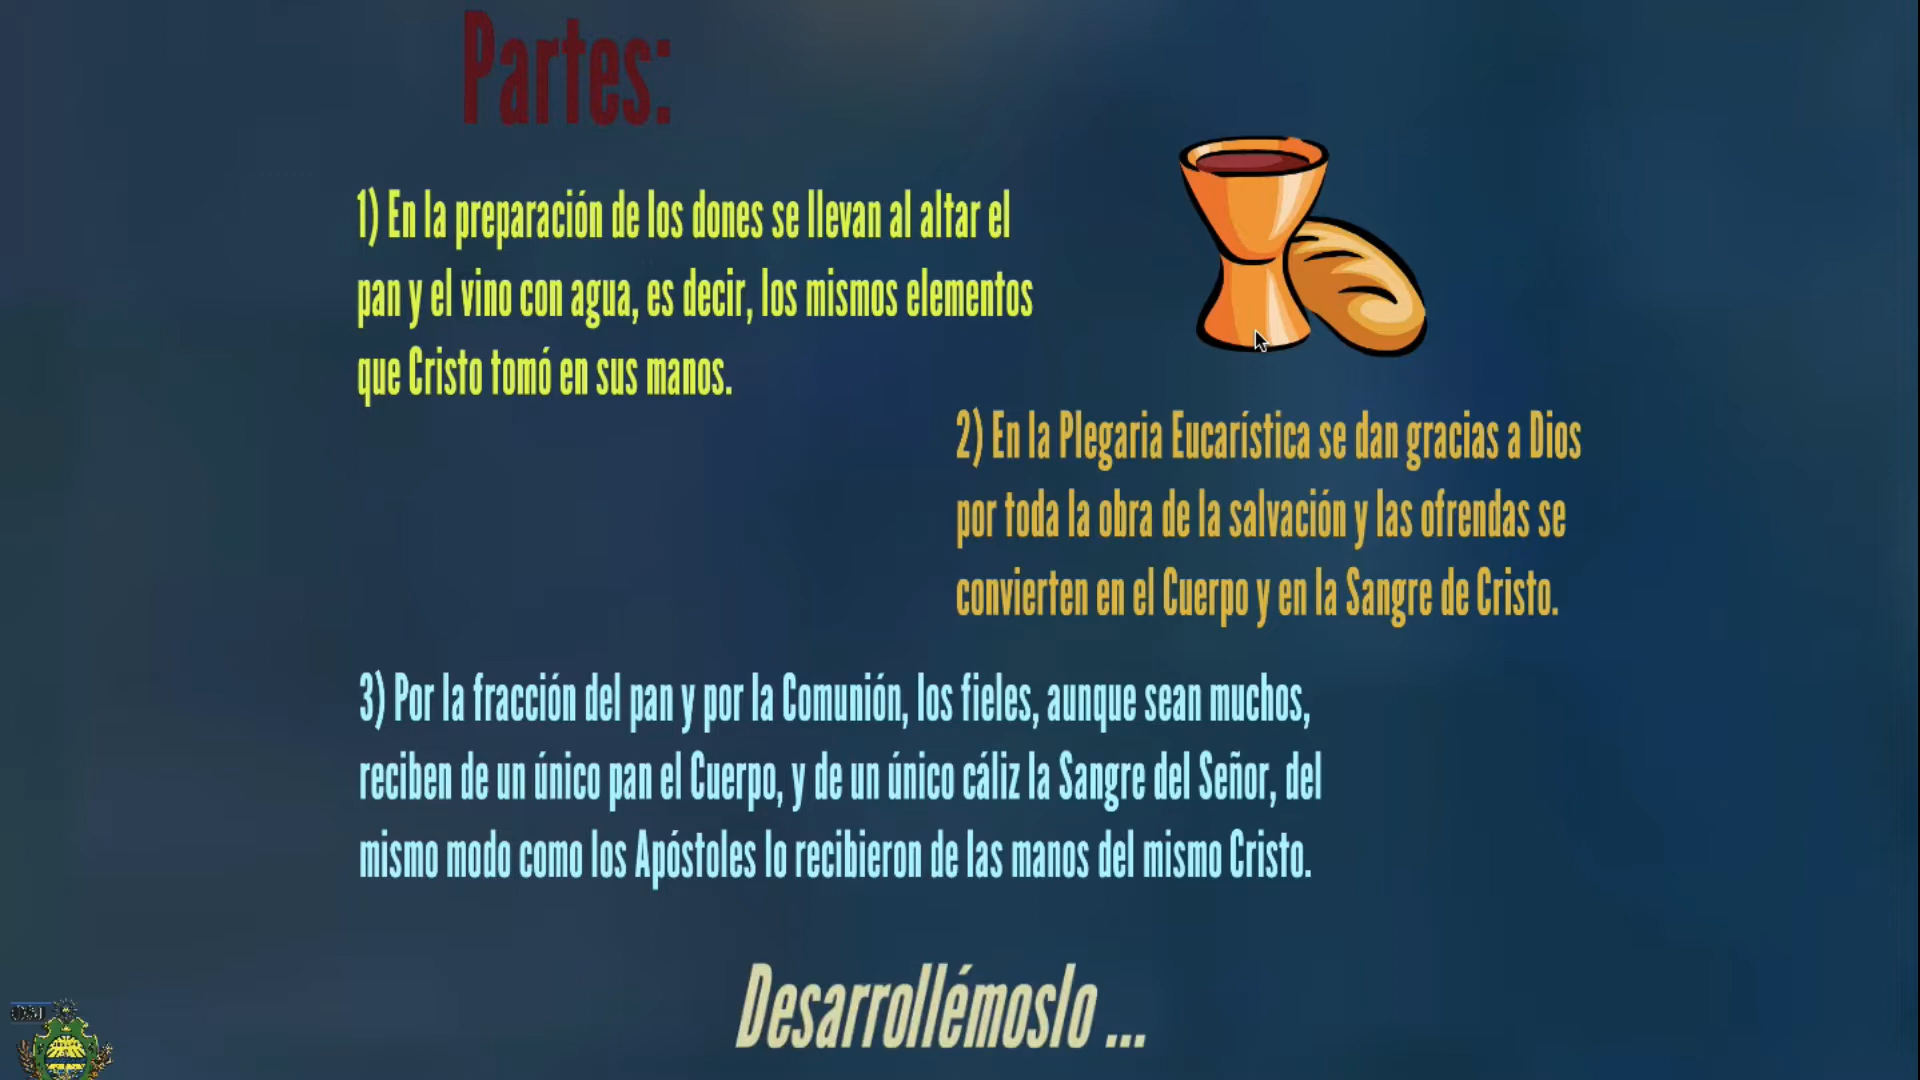 Partes:
1) En la preparación de los dones se llevan al altar el
pan y el vino con agua, es decir, los mismos elementos
que Cristo tomó en sus manos.
2) En la Plegaria Eucarística se dan gracias a Dios
por toda la obra de la salvación y las ofrendas se
convierten en el Cuerpo y en la Sangre de Cristo.
3) Por la fracción del pan y por la Comunión, los fieles, aunque sean muchos,
reciben de un único pan el Cuerpo, y de un único cáliz la Sangre del Señor, del
mismo modo como los Apóstoles lo recibieron de las manos del mismo Cristo.
Desarrollémoslo ...